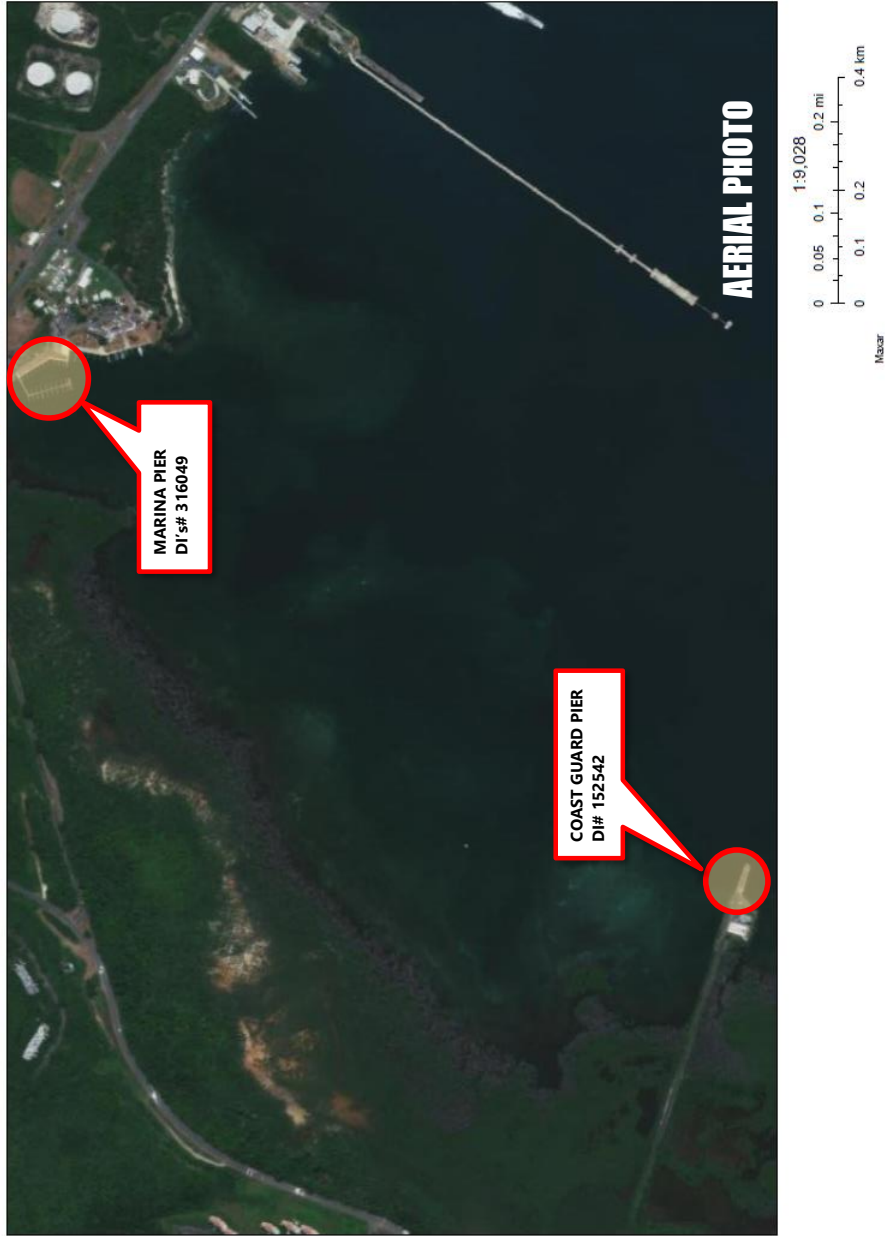 MARINA PIER
DI's# 316049
COAST GUARD PIER
DI# 152542
AERIAL PHOTO
1:9,028
0 0.05 0.1 0.2 mi
0 0.1 0.2 0.4 km
Maxar